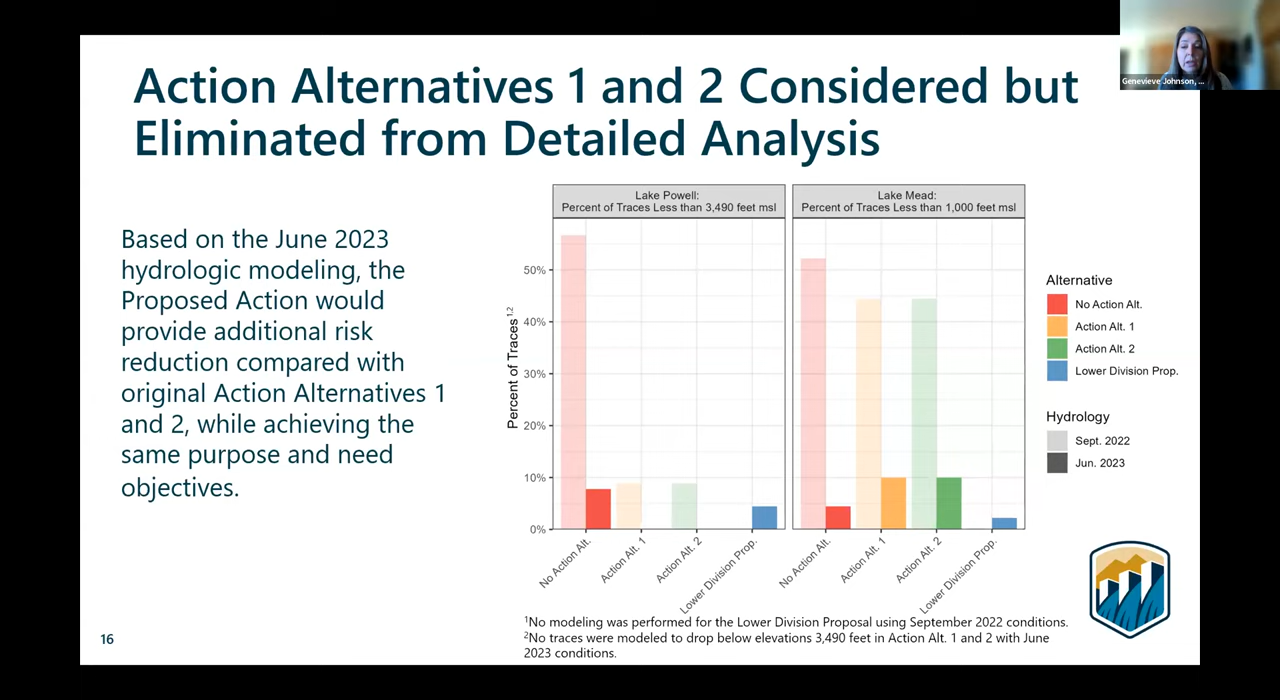 Action Alternatives 1 and 2 Considered but
Eliminated from Detailed Analysis
Genevieve Johnson, ...
Based on the June 2023
hydrologic modeling, the
Proposed Action would
provide additional risk
reduction compared with
original Action Alternatives 1
and 2, while achieving the
same purpose and need
objectives.
Lake Powell:
Percent of Traces Less than 3,490 feet msl
Lake Mead:
Percent of Traces Less than 1,000 feet msl
Percent of Traces 1,2
50%
40%
30%
20%
10%
0%
No Action Alt.
Action Alt. 1
Action Alt. 2
Lower Division Prop.
No Action Alt.
Action Alt. 1
Action Alt. 2
Lower Division Prop.
Alternative
No Action Alt.
Action Alt. 1
Action Alt. 2
Lower Division Prop.
Hydrology
Sept. 2022
Jun. 2023
1No modeling was performed for the Lower Division Proposal using September 2022 conditions.
2No traces were modeled to drop below elevations 3,490 feet in Action Alt. 1 and 2 with June
2023 conditions.
16